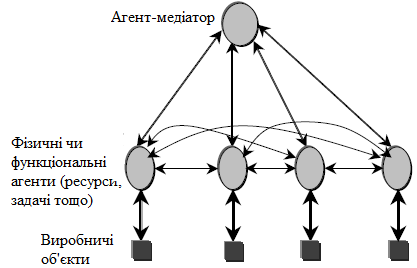 Агент-медіатор
Фізичні чи
функціональні
агенти (ресурси,
задачі тощо)
Виробничі
об'єкти